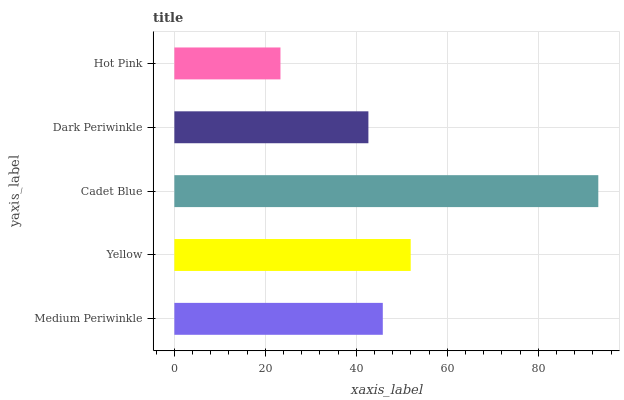 title
Hot Pink
Dark Periwinkle
Cadet Blue
Yellow
Medium Periwinkle
yaxis_label
0 20 40 60 80
xaxis_label